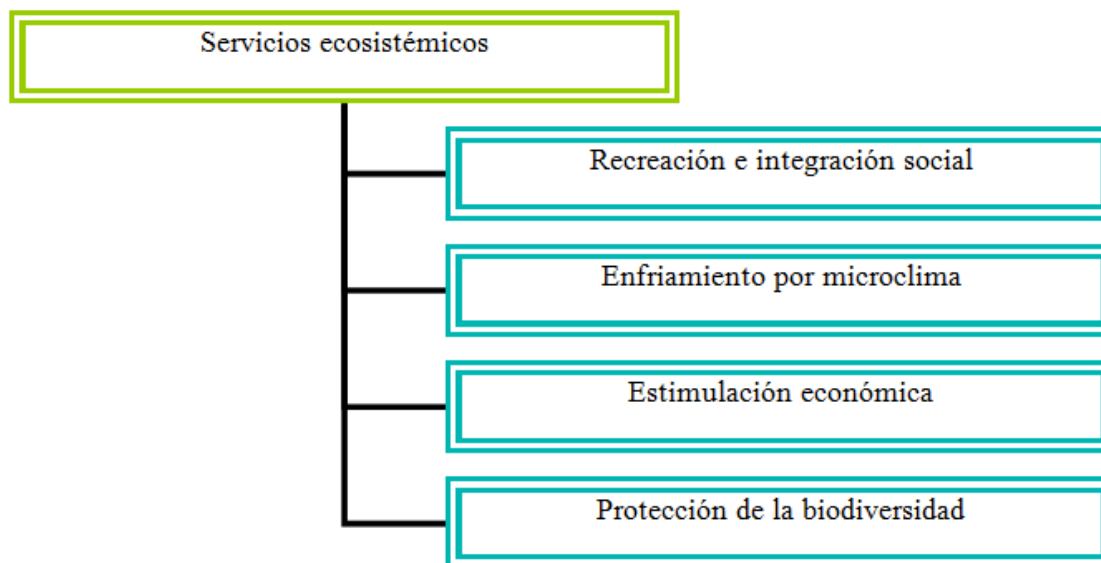 Servicios ecosistémicos
Recreación e integración social
Enfriamiento por microclima
Estimulación económica
Protección de la biodiversidad